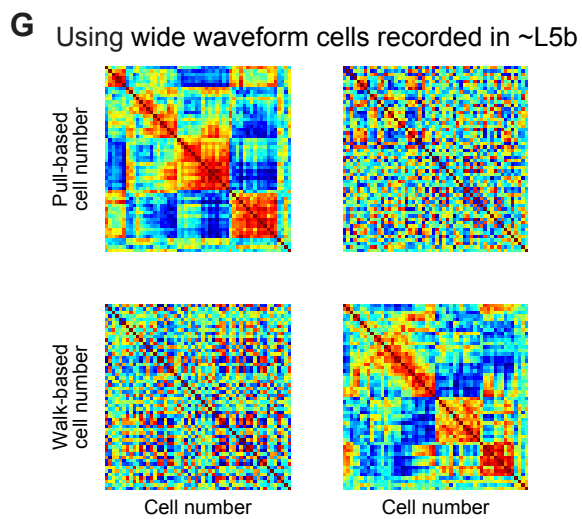 G
Using wide waveform cells recorded in ~L5b
Pull-based
cell number
Walk-based
cell number
Cell number
Cell number